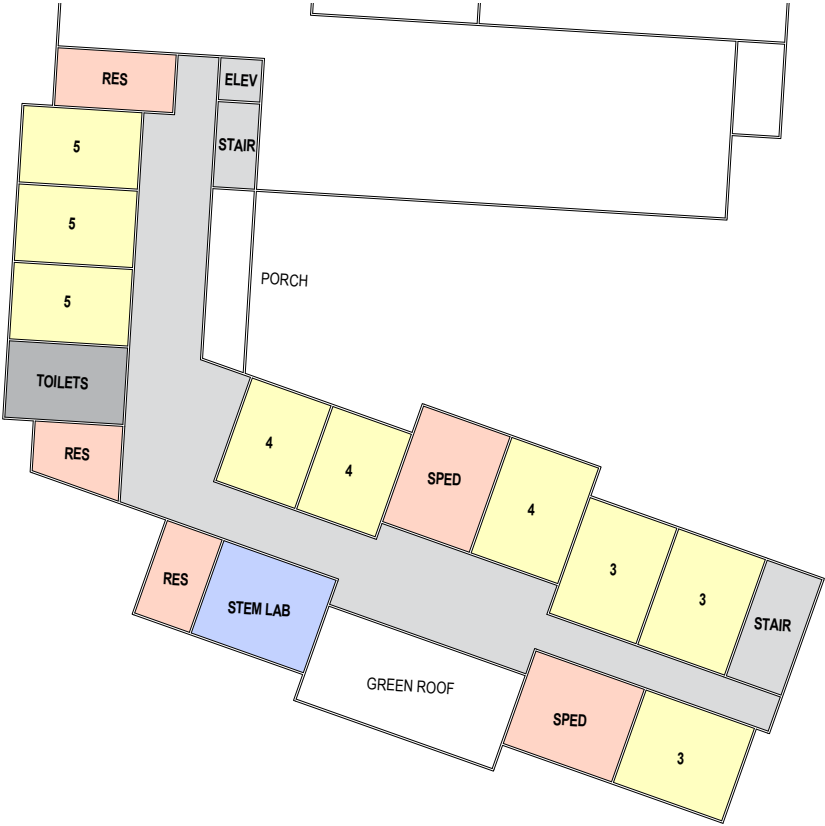 RES
ELEV
STAIR
5
5
5
PORCH
TOILETS
RES
4
4
SPED
4
3
3
STAIR
RES
STEM LAB
GREEN ROOF
SPED
3